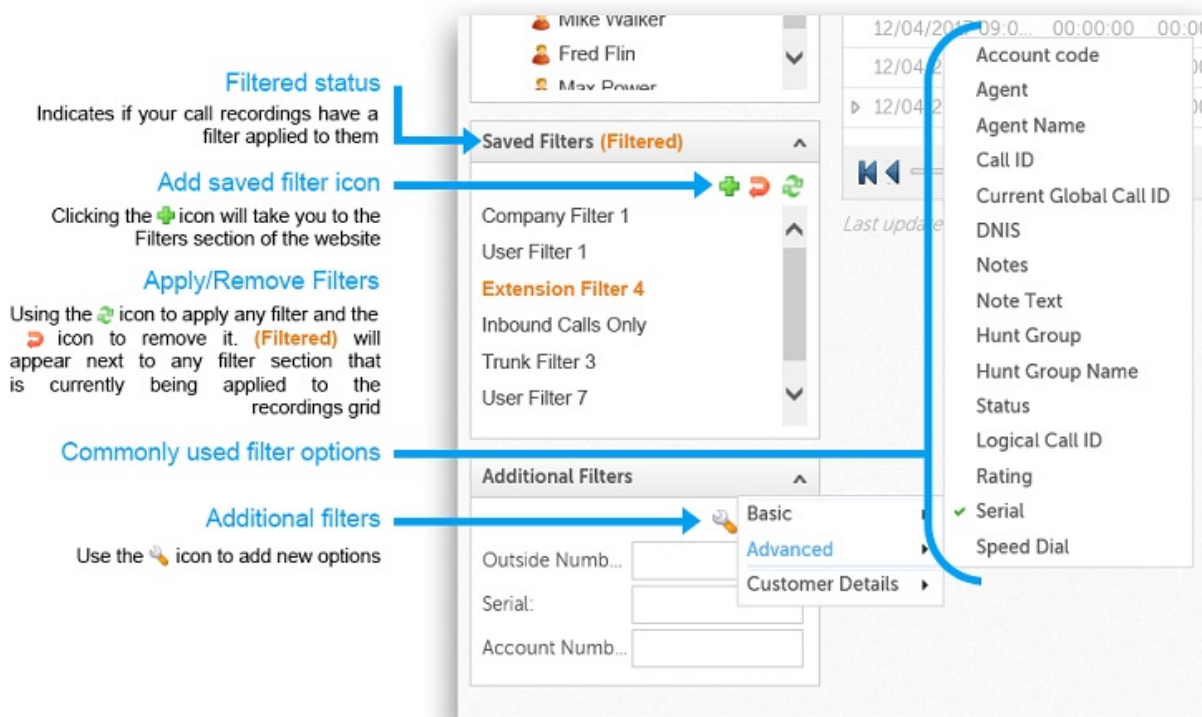 Filtered status
Indicates if your call recordings have a
filter applied to them
Add saved filter icon
Clicking the icon will take you to the
Filters section of the website
Apply/Remove Filters
Using the icon to apply any filter and the
icon to remove it. (Filtered) will
appear next to any filter section that
is currently being applied to the
recordings grid
Commonly used filter options
Additional filters
Use the icon to add new options
Mike Walker
Fred Flin
Max Power
Saved Filters (Filtered)
Company Filter 1
User Filter 1
Extension Filter 4
Inbound Calls Only
Trunk Filter 3
User Filter 7
Additional Filters
Outside Numb...
Serial:
Account Numb...
Basic
Advanced
Customer Details
12/04/2017 09:0... 00:00:00 00:00
12/04/2
12/04/2
Last update
Account code
Agent
Agent Name
Call ID
Current Global Call ID
DNIS
Notes
Note Text
Hunt Group
Hunt Group Name
Status
Logical Call ID
Rating
Serial
Speed Dial